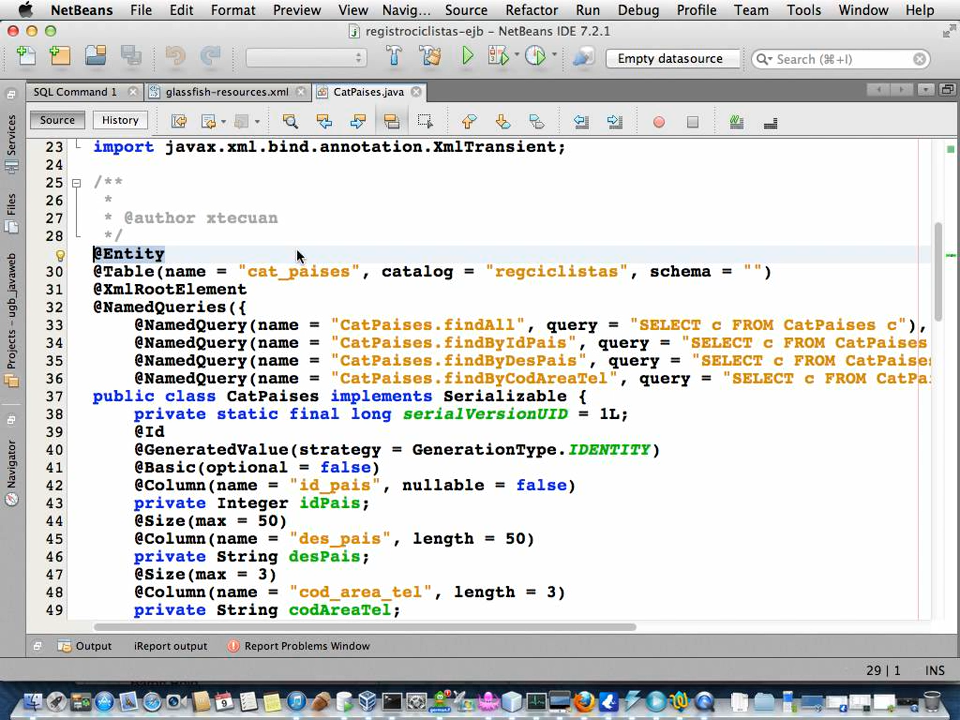 NetBeans File Edit Format Preview View Navig... Source Refactor Run Debug Profile Team Tools Window Help
registrociclistas-ejb – NetBeans IDE 7.2.1
Empty datasource
Search (⌘+I)
SQL Command 1
glassfish-resources.xml
CatPaises.java
Source History
Services
Files
Projects - ugb_javaweb
Navigator
23 import javax.xml.bind.annotation.XmlTransient;
24
25 /**
26 *
27 * @author xtecuan
28 */
@Entity
30 @Table(name = "cat_paises", catalog = "regciclistas", schema = "")
31 @XmlRootElement
32 @NamedQueries({
33 @NamedQuery(name = "CatPaises.findAll", query = "SELECT c FROM CatPaises c"),
34 @NamedQuery(name = "CatPaises.findByIdPais", query = "SELECT c FROM CatPaises
35 @NamedQuery(name = "CatPaises.findByDesPais", query = "SELECT c FROM CatPaises
36 @NamedQuery(name = "CatPaises.findByCodAreaTel", query = "SELECT c FROM CatPa
37 public class CatPaises implements Serializable {
38 private static final long serialVersionUID = 1L;
39 @Id
40 @GeneratedValue(strategy = GenerationType.IDENTITY)
41 @Basic(optional = false)
42 @Column(name = "id_pais", nullable = false)
43 private Integer idPais;
44 @Size(max = 50)
45 @Column(name = "des_pais", length = 50)
46 private String desPais;
47 @Size(max = 3)
48 @Column(name = "cod_area_tel", length = 3)
49 private String codAreaTel;
Output iReport output Report Problems Window
29 | 1 INS